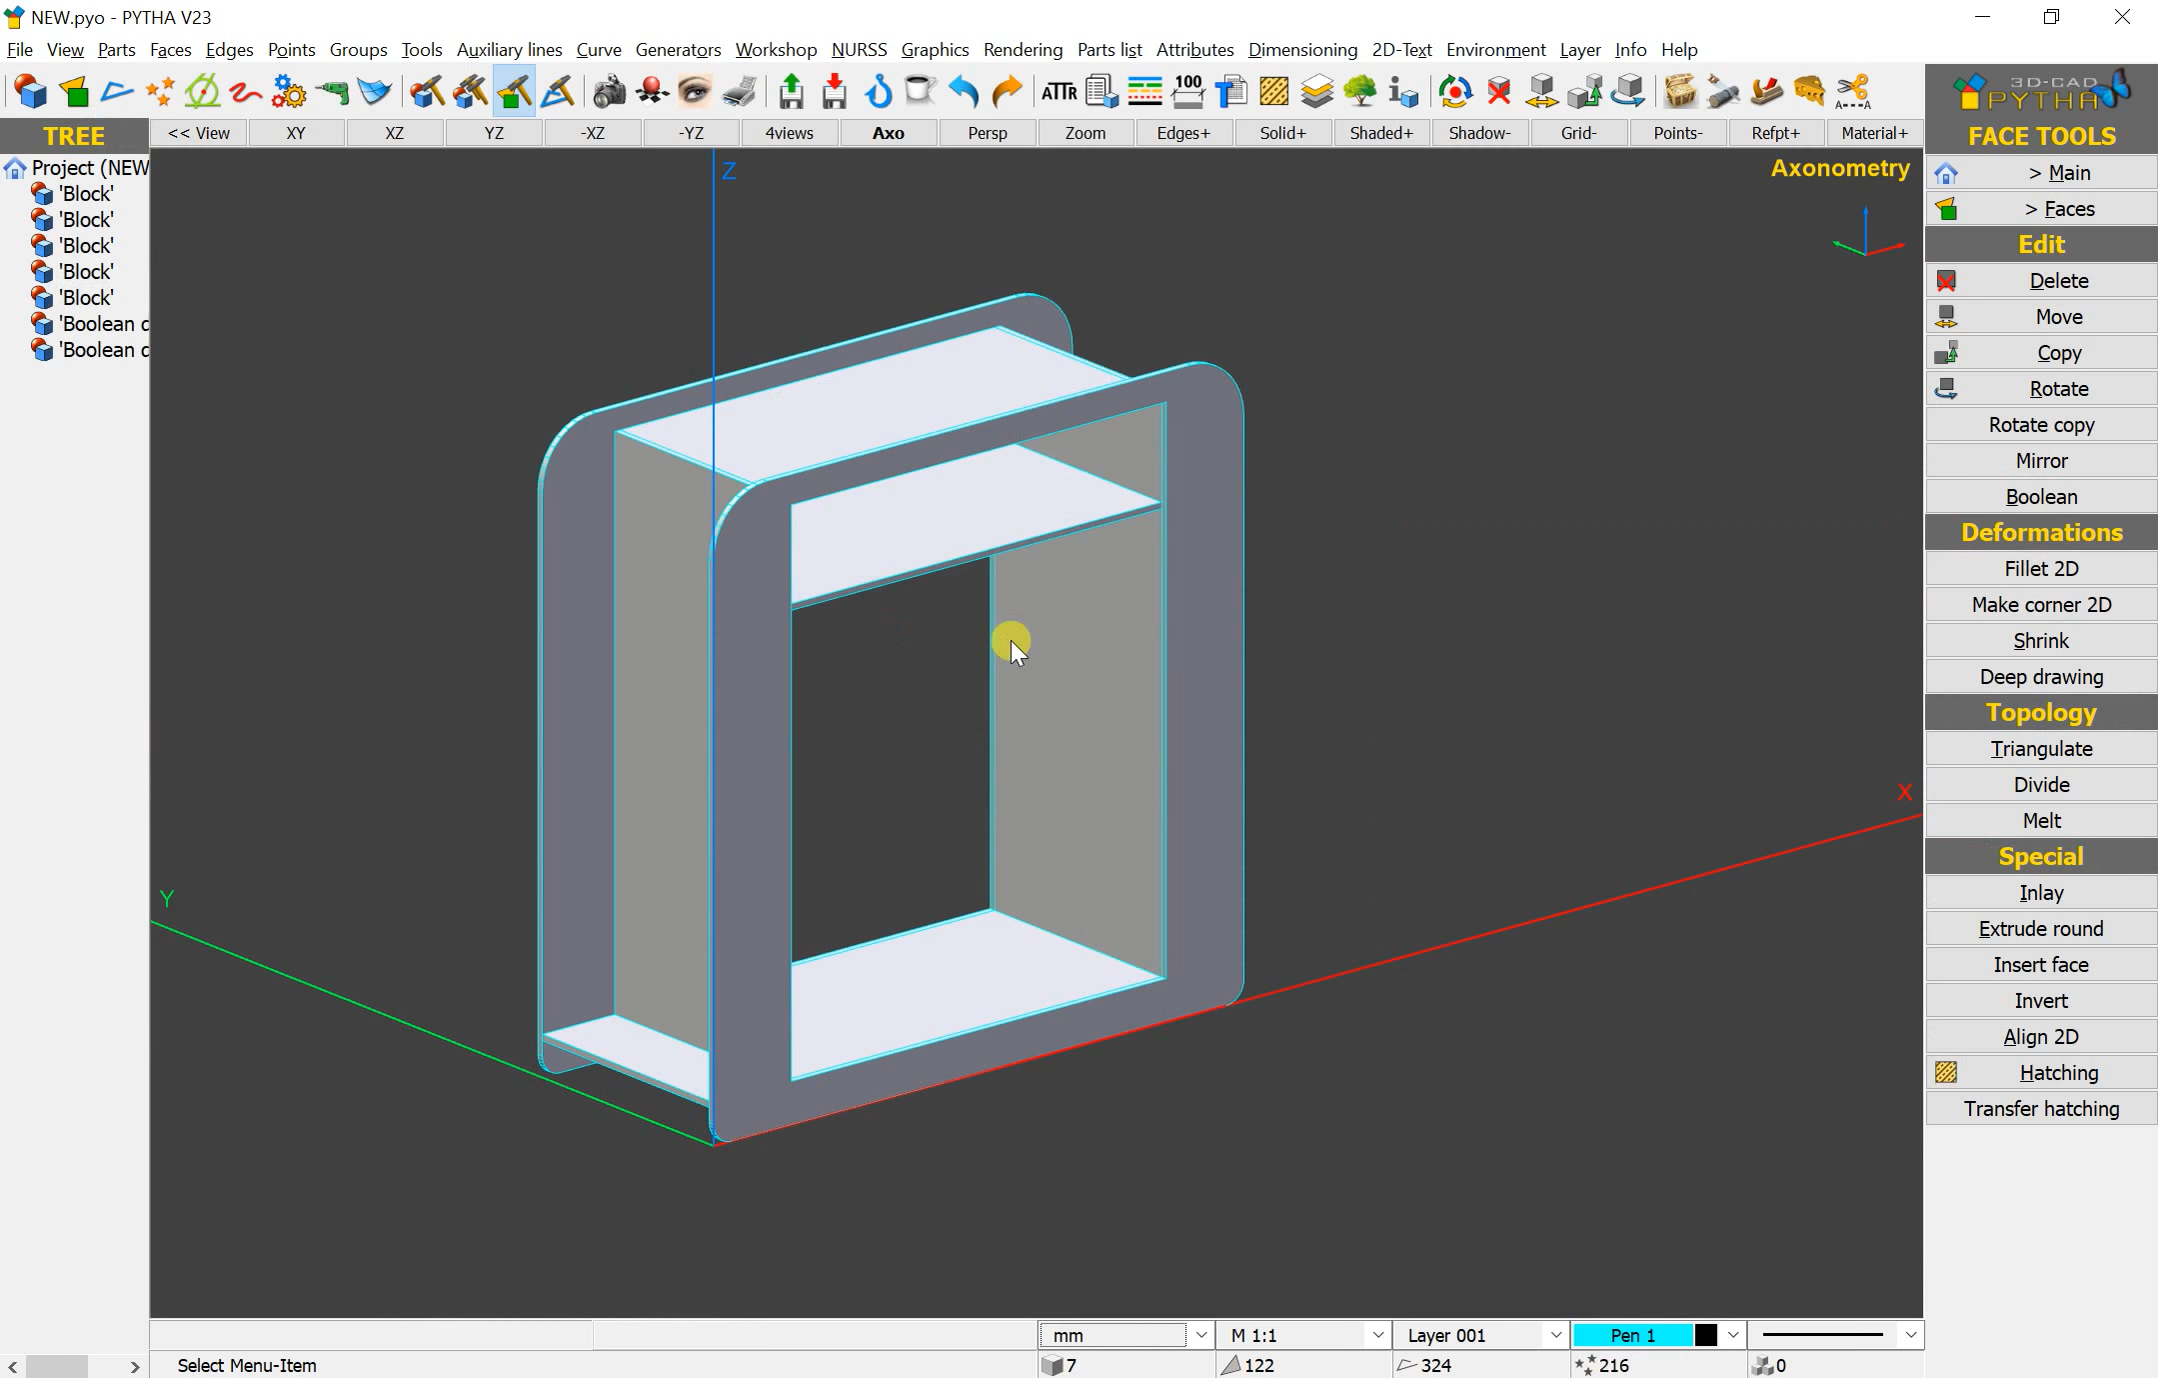 NEW.pyo - PYTHA V23
File View Parts Faces Edges Points Groups Tools Auxiliary lines Curve Generators Workshop NURSS Graphics Rendering Parts list Attributes Dimensioning 2D-Text Environment Layer Info Help
ATTR 100 A----A
3D-CAD
PYTHA
TREE
<< View XY XZ YZ -XZ -YZ 4views Axo Persp Zoom Edges+ Solid+ Shaded+ Shadow- Grid- Points- Refpt+ Material+
FACE TOOLS
Project (NEW
'Block'
'Block'
'Block'
'Block'
'Block'
'Boolean d
'Boolean d
Z
Axonometry
X
Y
> Main
> Faces
Edit
Delete
Move
Copy
Rotate
Rotate copy
Mirror
Boolean
Deformations
Fillet 2D
Make corner 2D
Shrink
Deep drawing
Topology
Triangulate
Divide
Melt
Special
Inlay
Extrude round
Insert face
Invert
Align 2D
Hatching
Transfer hatching
mm M 1:1 Layer 001 Pen 1
Select Menu-Item 7 122 324 216 0